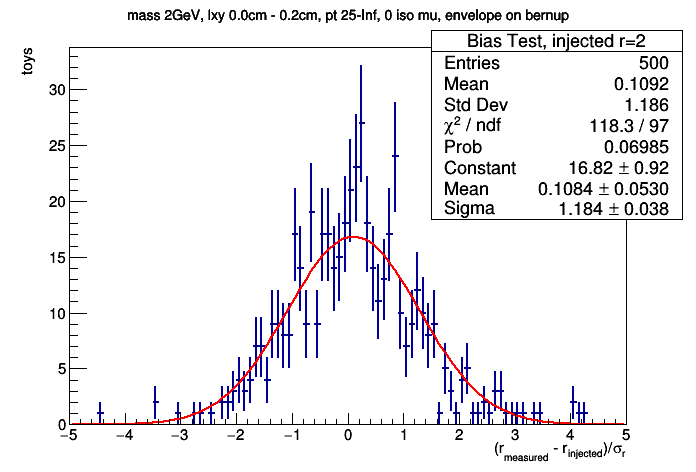 mass 2GeV, lxy 0.0cm - 0.2cm, pt 25-Inf, 0 iso mu, envelope on bernup
Bias Test, injected r=2
Entries 500
Mean 0.1092
Std Dev 1.186
χ² / ndf 118.3 / 97
Prob 0.06985
Constant 16.82 ± 0.92
Mean 0.1084 ± 0.0530
Sigma 1.184 ± 0.038
toys
30
25
20
15
10
5
0
−5 −4 −3 −2 −1 0 1 2 3 4 5
(r_measured - r_injected)/σ_r